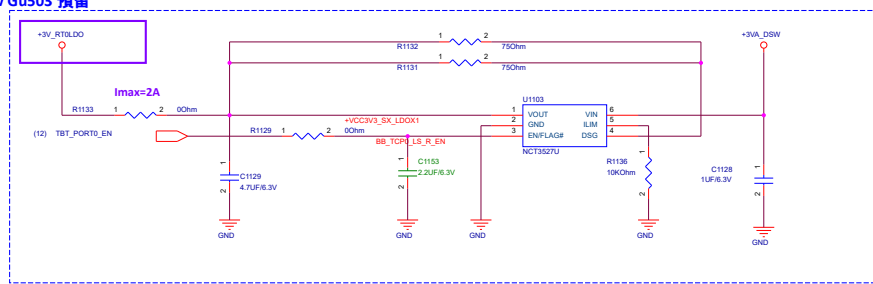 /Gu503 預留
+3V_RT0LDO
+3VA_DSW
R1132 1 2 75Ohm
R1131 1 2 75Ohm
Imax=2A
R1133 1 2 0Ohm
U1103
+VCC3V3_SX_LDOX1
1 VOUT VIN 6
2 GND ILIM 5
3 EN/FLAG# DSG 4
NCT3527U
(12) TBT_PORT0_EN
R1129 1 2 0Ohm
BB_TCP0_LS_R_EN
1 C1129 2
4.7UF/6.3V
1 C1153 2
2.2UF/6.3V
R1136 1 2
10KOhm
C1128 1 2
1UF/6.3V
GND
GND
GND
GND
GND